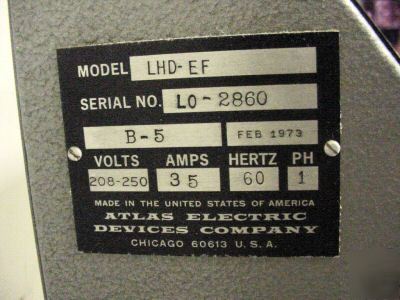 MODEL LHD-EF
SERIAL NO. LO-2860
B-5 FEB 1973
VOLTS AMPS HERTZ PH
208-250 35 60 1
MADE IN THE UNITED STATES OF AMERICA
ATLAS ELECTRIC
DEVICES COMPANY
CHICAGO 60613 U.S.A.